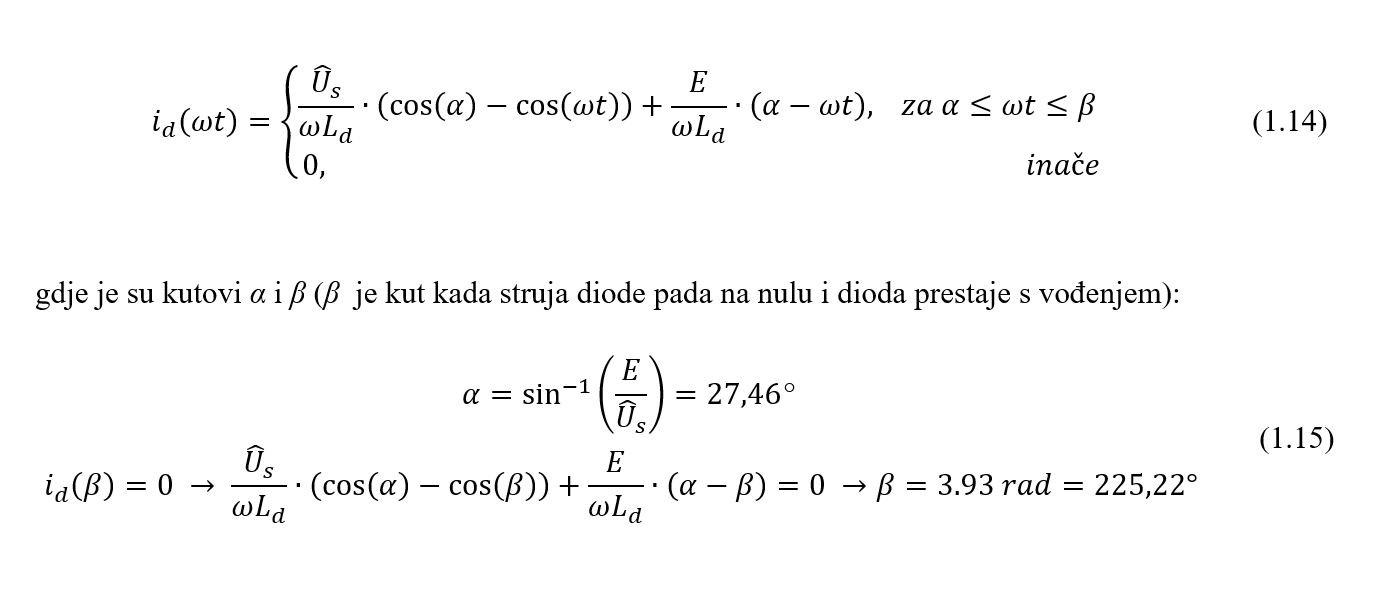 i_d(ωt) = { Û_s/ωL_d · (cos(α) − cos(ωt)) + E/ωL_d · (α − ωt), za α ≤ ωt ≤ β
0, inače
(1.14)
gdje je su kutovi α i β (β je kut kada struja diode pada na nulu i dioda prestaje s vođenjem):
α = sin⁻¹(E/Û_s) = 27,46°
(1.15)
i_d(β) = 0 → Û_s/ωL_d · (cos(α) − cos(β)) + E/ωL_d · (α − β) = 0 → β = 3.93 rad = 225,22°